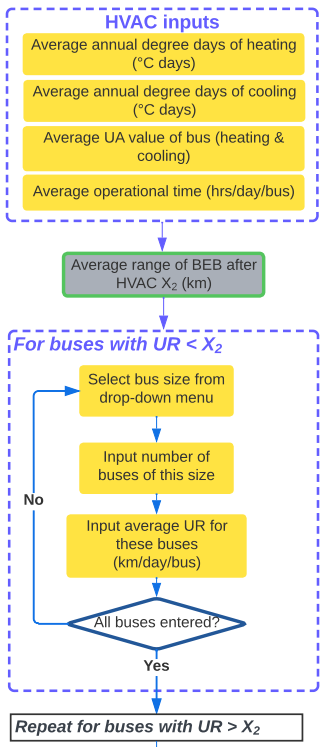 HVAC inputs
Average annual degree days of heating
(°C days)
Average annual degree days of cooling
(°C days)
Average UA value of bus (heating &
cooling)
Average operational time (hrs/day/bus)
Average range of BEB after
HVAC X₂ (km)
For buses with UR < X₂
Select bus size from
drop-down menu
Input number of
buses of this size
No
Input average UR for
these buses
(km/day/bus)
All buses entered?
Yes
Repeat for buses with UR > X₂